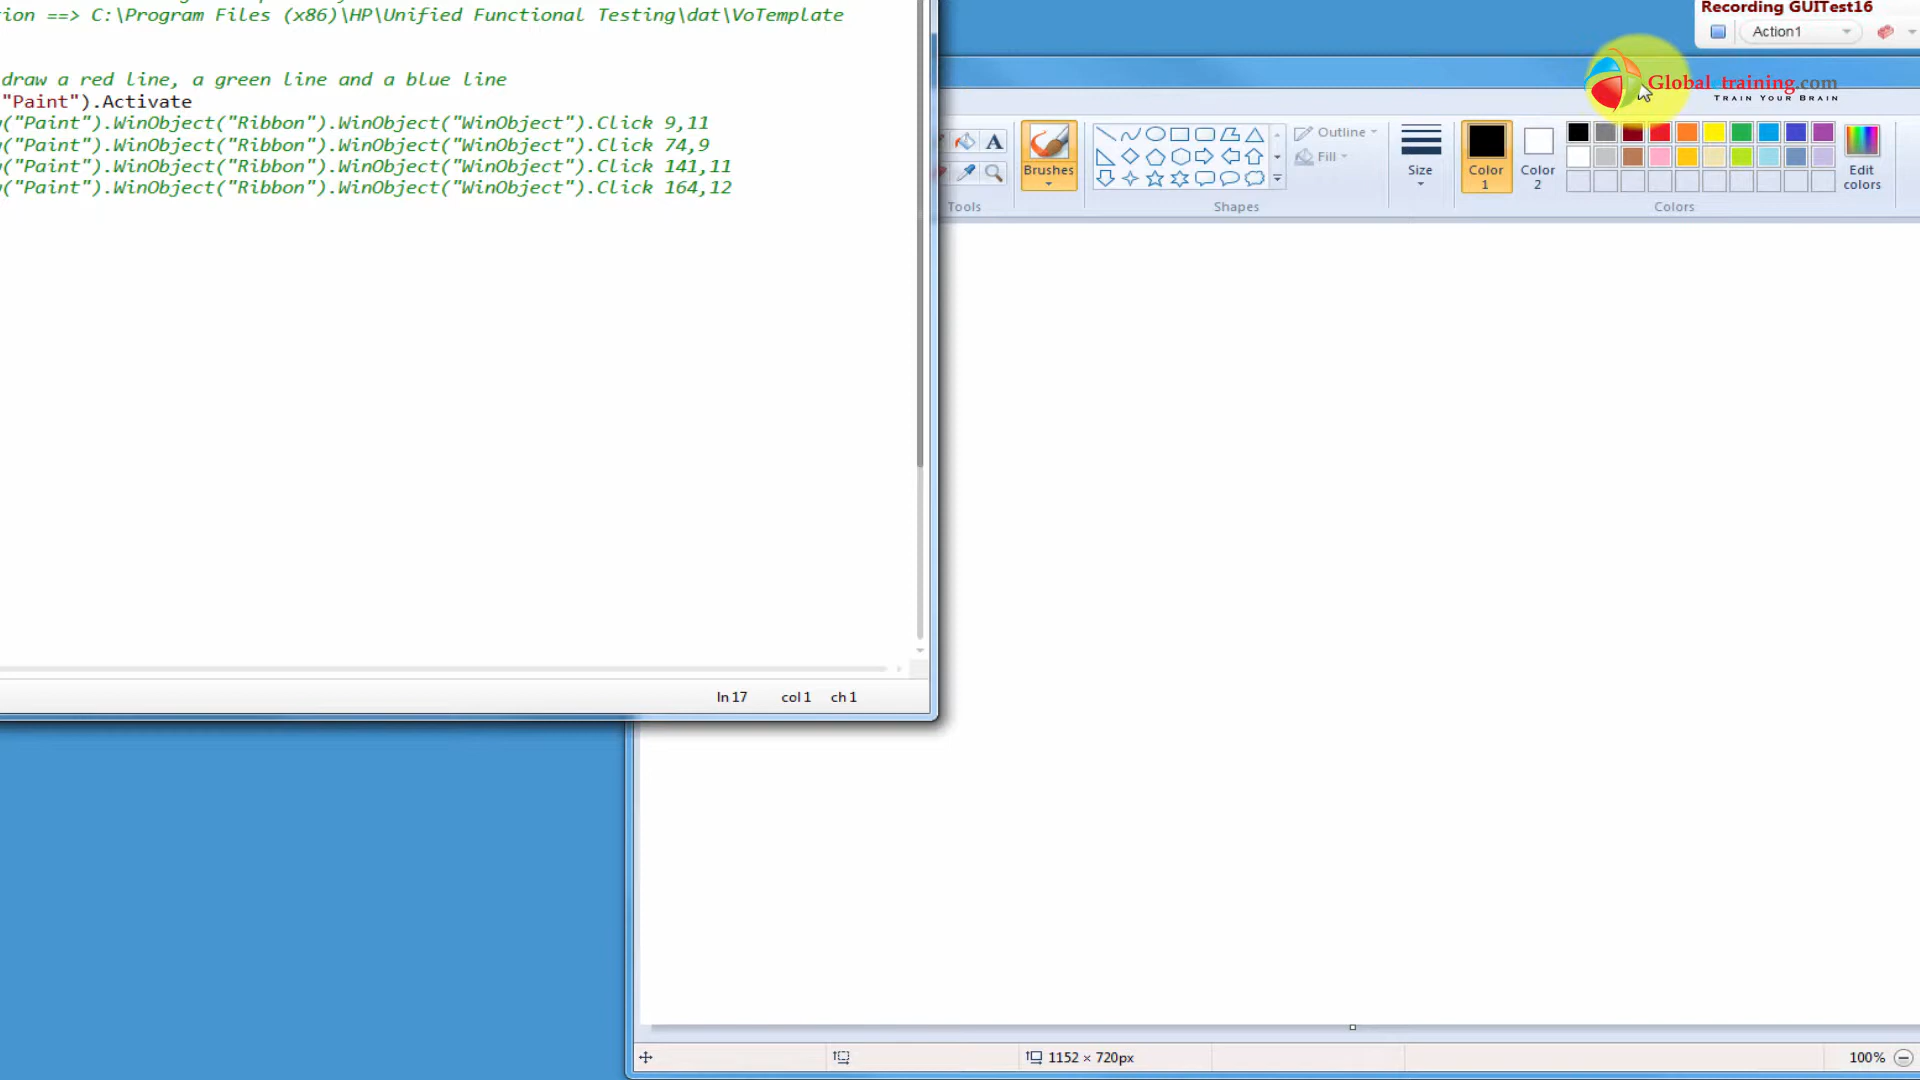 tion ==> C:\Program Files (x86)\HP\Unified Functional Testing\dat\VoTemplate
draw a red line, a green line and a blue line
"Paint").Activate
("Paint").WinObject("Ribbon").WinObject("WinObject").Click 9,11
("Paint").WinObject("Ribbon").WinObject("WinObject").Click 74,9
("Paint").WinObject("Ribbon").WinObject("WinObject").Click 141,11
("Paint").WinObject("Ribbon").WinObject("WinObject").Click 164,12
ln 17 col 1 ch 1
Recording GUITest16
Action1
Globaletraining.com
TRAIN YOUR BRAIN
A
Brushes
Outline
Fill
Size
Color
1
Color
2
Edit
colors
Tools
Shapes
Colors
1152 × 720px
100%